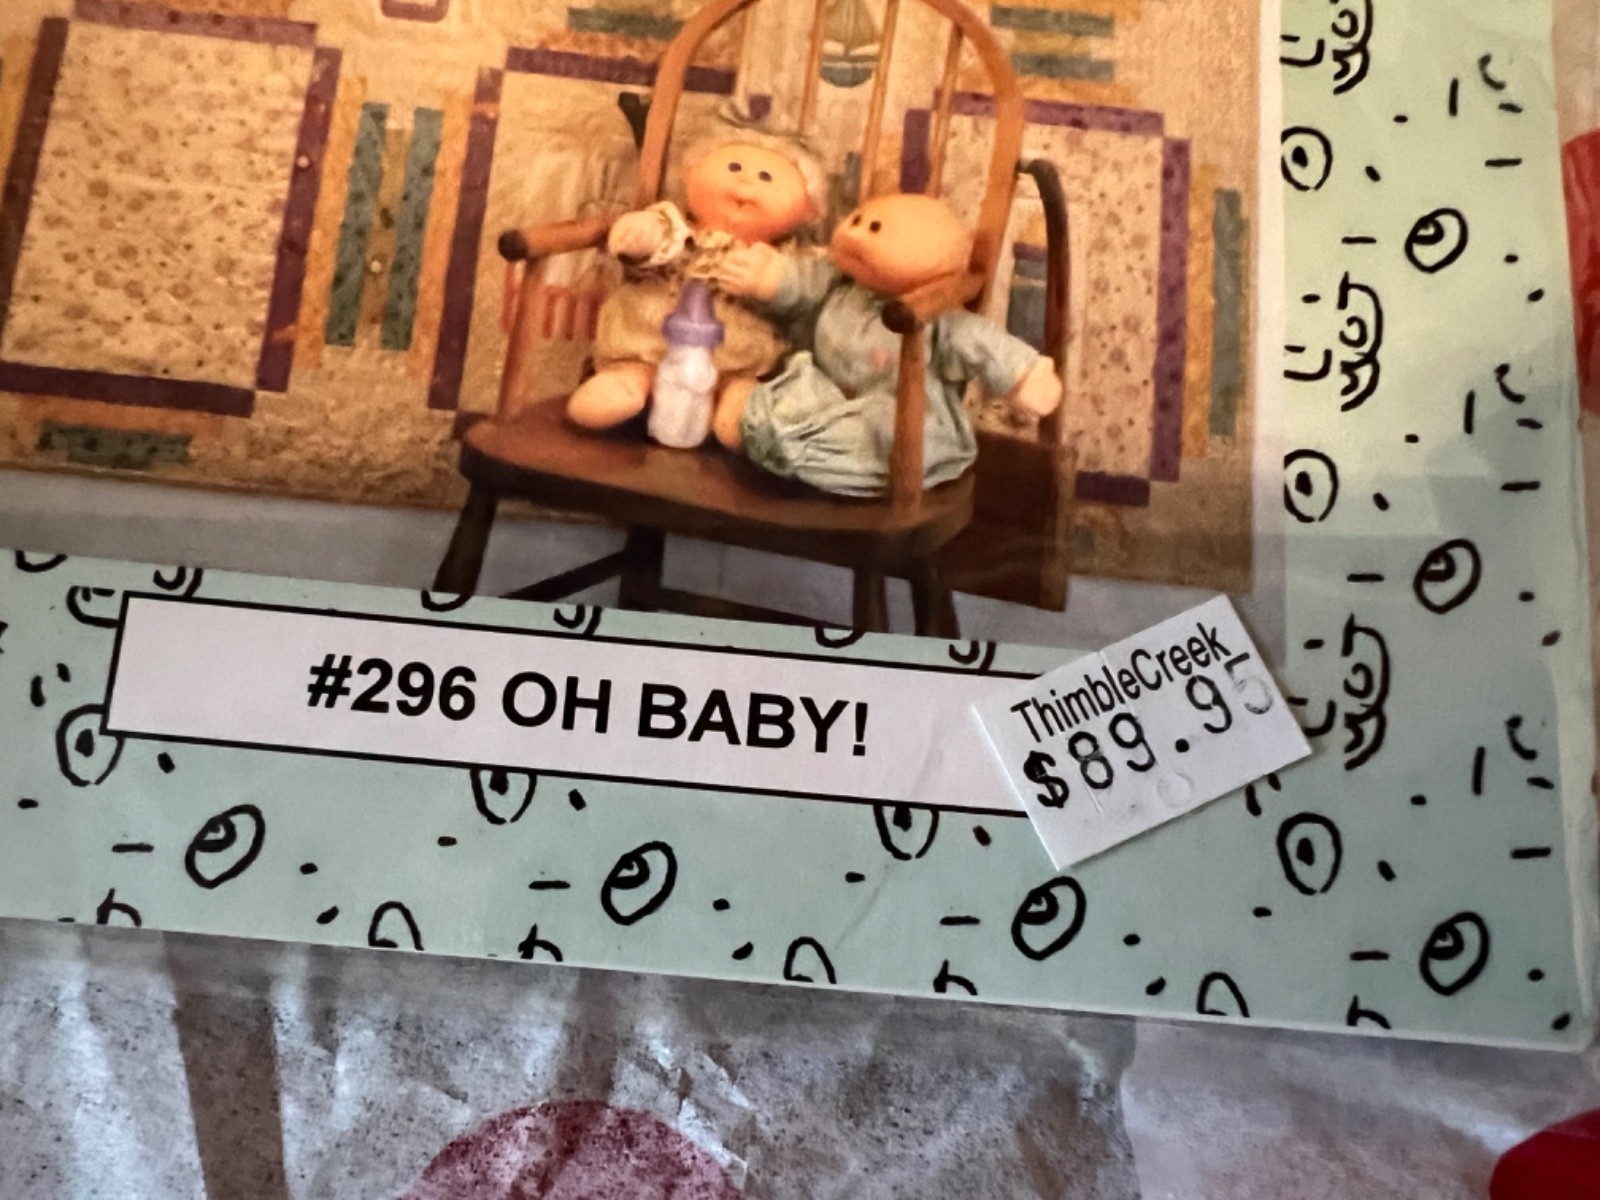 #296 OH BABY!
ThimbleCreek
$89.95